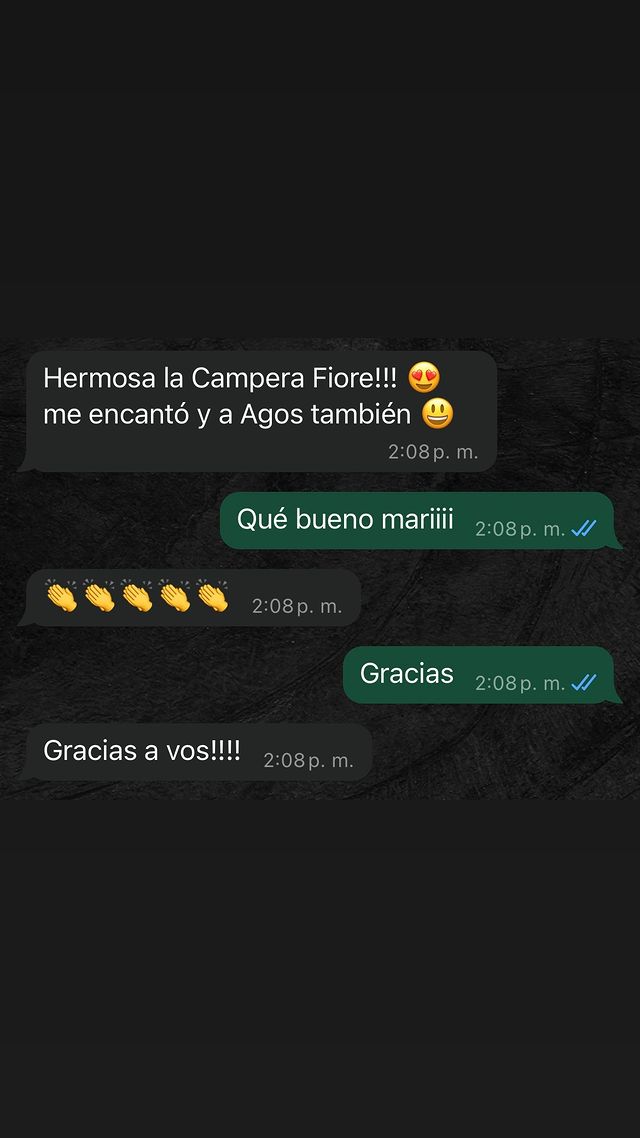 Hermosa la Campera Fiore!!! 😍
me encantó y a Agos también 😃
2:08 p. m.
Qué bueno mariiii 2:08 p. m.
👏👏👏👏👏 2:08 p. m.
Gracias 2:08 p. m.
Gracias a vos!!!! 2:08 p. m.